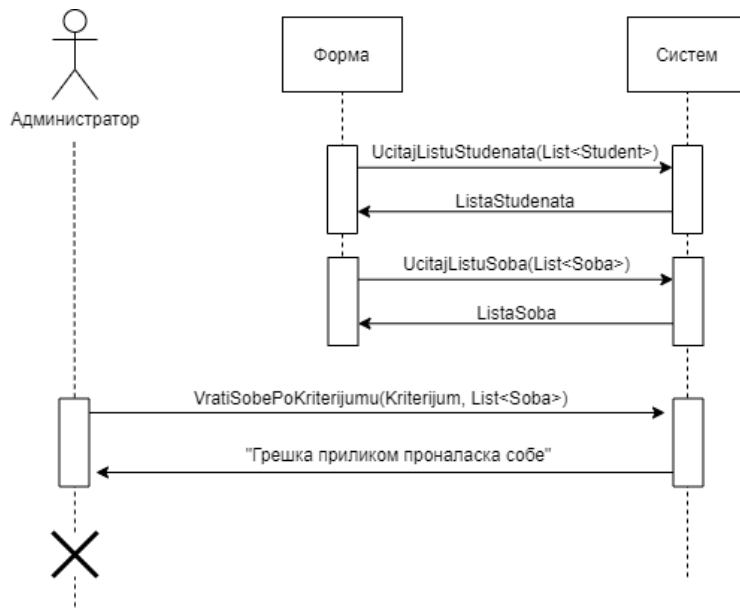 Форма
Систем
Администратор
UcitajListuStudenata(List<Student>)
ListaStudenata
UcitajListuSoba(List<Soba>)
ListaSoba
VratiSobePoKriterijumu(Kriterijum, List<Soba>)
"Грешка приликом проналаска собе"